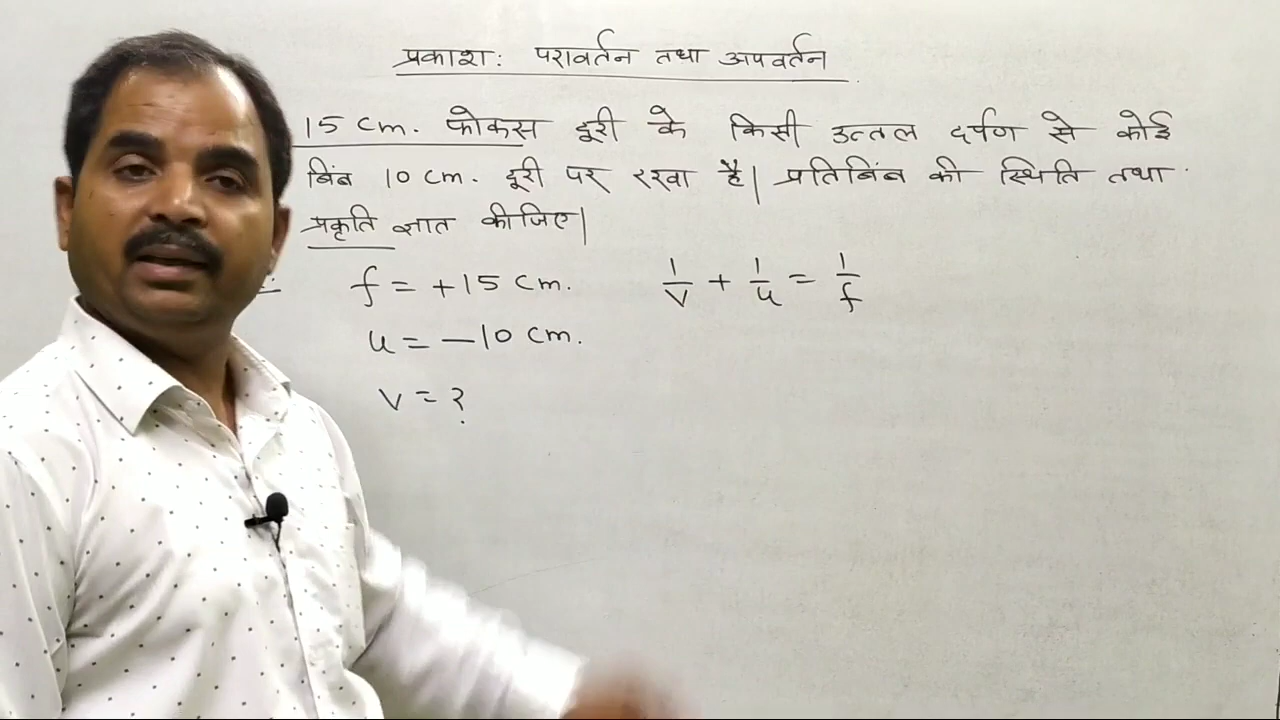 प्रकाश: परावर्तन तथा अपवर्तन
15 cm. फोकस दूरी के किसी उत्तल दर्पण से कोई
बिंब 10 cm. दूरी पर रखा है| प्रतिबिंब की स्थिति तथा
प्रकृति ज्ञात कीजिए|
f = +15 cm. 1/v + 1/u = 1/f
u = -10 cm.
v = ?